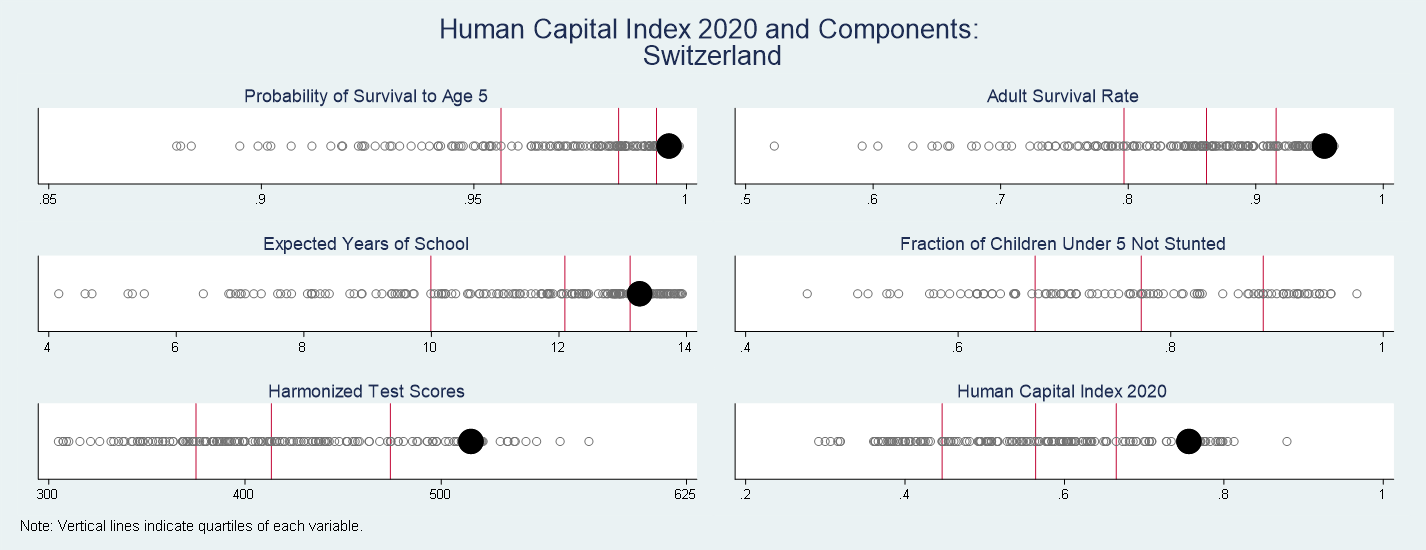 Human Capital Index 2020 and Components:
Switzerland
Probability of Survival to Age 5
.85 .9 .95 1
Adult Survival Rate
.5 .6 .7 .8 .9 1
Expected Years of School
4 6 8 10 12 14
Fraction of Children Under 5 Not Stunted
.4 .6 .8 1
Harmonized Test Scores
300 400 500 625
Human Capital Index 2020
.2 .4 .6 .8 1
Note: Vertical lines indicate quartiles of each variable.